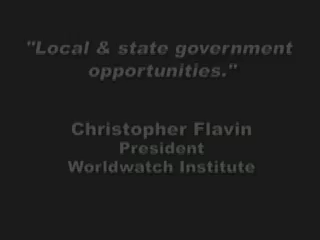 "Local & state government
opportunities."
Christopher Flavin
President
Worldwatch Institute